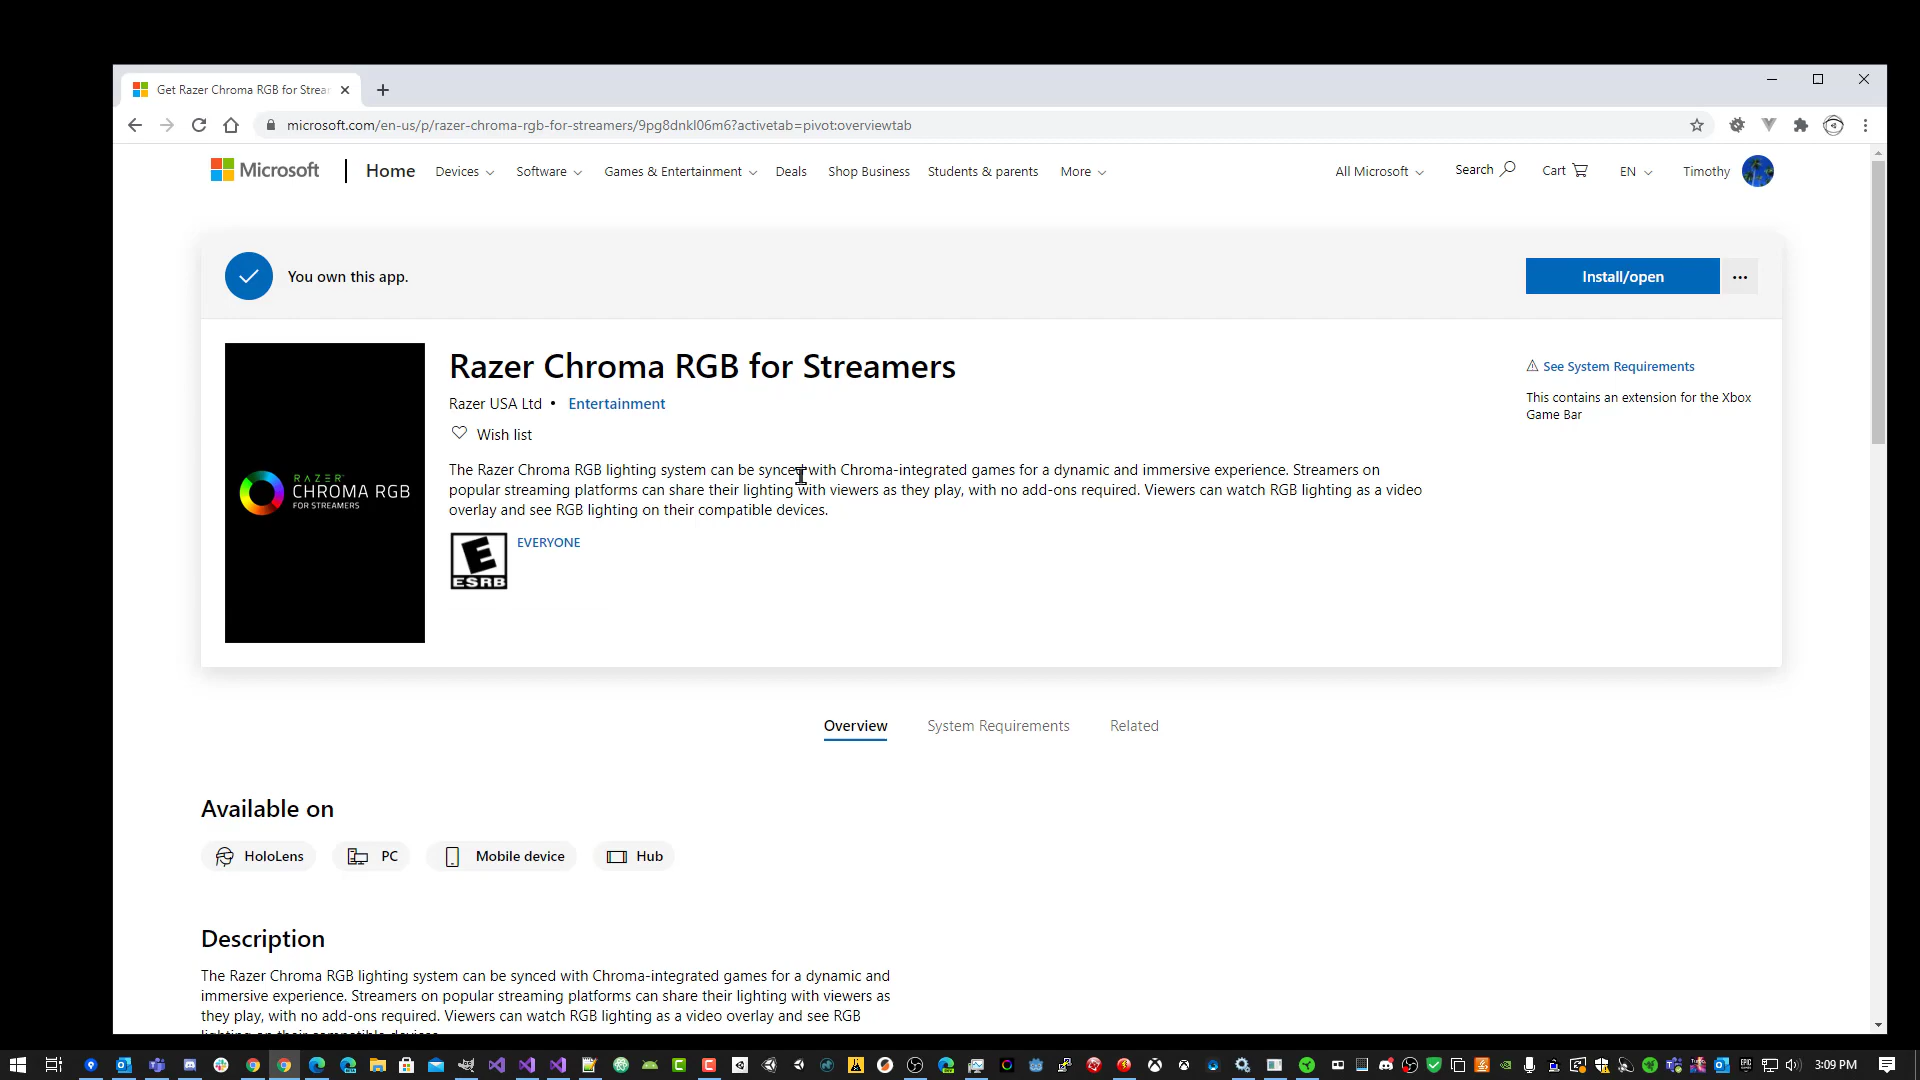 Get Razer Chroma RGB for Strear
microsoft.com/en-us/p/razer-chroma-rgb-for-streamers/9pg8dnkl06m6?activetab=pivot:overviewtab
Microsoft Home Devices Software Games & Entertainment Deals Shop Business Students & parents More All Microsoft Search Cart EN Timothy
You own this app.
Install/open
RAZER
CHROMA RGB
FOR STREAMERS
Razer Chroma RGB for Streamers
Razer USA Ltd • Entertainment
Wish list
The Razer Chroma RGB lighting system can be synced with Chroma-integrated games for a dynamic and immersive experience. Streamers on
popular streaming platforms can share their lighting with viewers as they play, with no add-ons required. Viewers can watch RGB lighting as a video
overlay and see RGB lighting on their compatible devices.
E
ESRB
EVERYONE
See System Requirements
This contains an extension for the Xbox
Game Bar
Overview System Requirements Related
Available on
HoloLens PC Mobile device Hub
Description
The Razer Chroma RGB lighting system can be synced with Chroma-integrated games for a dynamic and
immersive experience. Streamers on popular streaming platforms can share their lighting with viewers as
they play, with no add-ons required. Viewers can watch RGB lighting as a video overlay and see RGB
lighting on their compatible devices.
3:09 PM